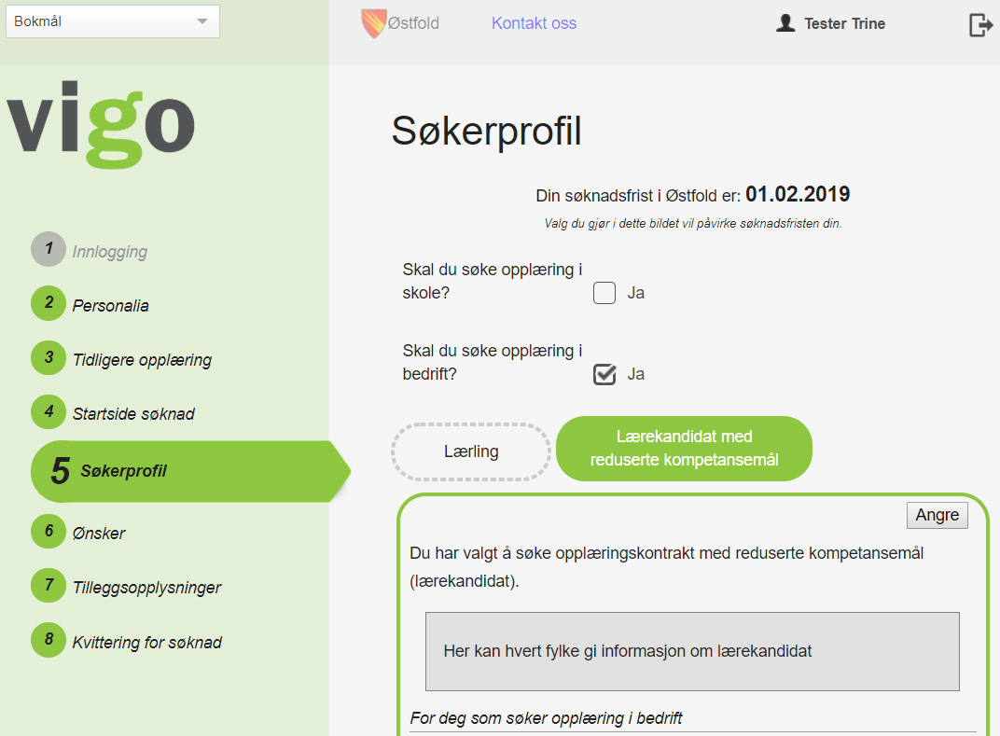 Bokmål
Østfold
Kontakt oss
Tester Trine
vigo
1 Innlogging
2 Personalia
3 Tidligere opplæring
4 Startside søknad
5 Søkerprofil
6 Ønsker
7 Tilleggsopplysninger
8 Kvittering for søknad
Søkerprofil
Din søknadsfrist i Østfold er: 01.02.2019
Valg du gjør i dette bildet vil påvirke søknadsfristen din.
Skal du søke opplæring i
skole?
Ja
Skal du søke opplæring i
bedrift?
Ja
Lærling
Lærekandidat med
reduserte kompetansemål
Angre
Du har valgt å søke opplæringskontrakt med reduserte kompetansemål
(lærekandidat).
Her kan hvert fylke gi informasjon om lærekandidat
For deg som søker opplæring i bedrift